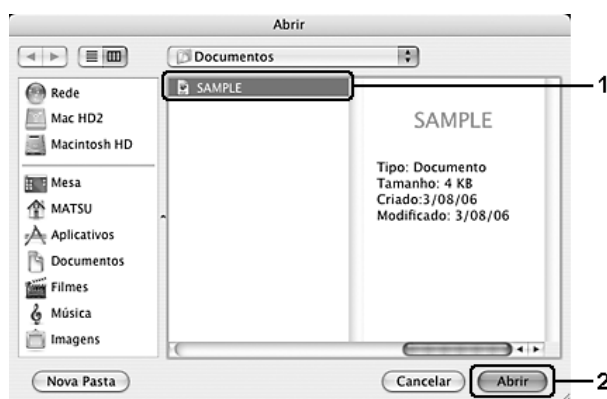 Abrir
Documentos
Rede
Mac HD2
Macintosh HD
Mesa
MATSU
Aplicativos
Documentos
Filmes
Música
Imagens
SAMPLE
1
SAMPLE
Tipo: Documento
Tamanho: 4 KB
Criado:3/08/06
Modificado: 3/08/06
Nova Pasta
Cancelar
Abrir
2